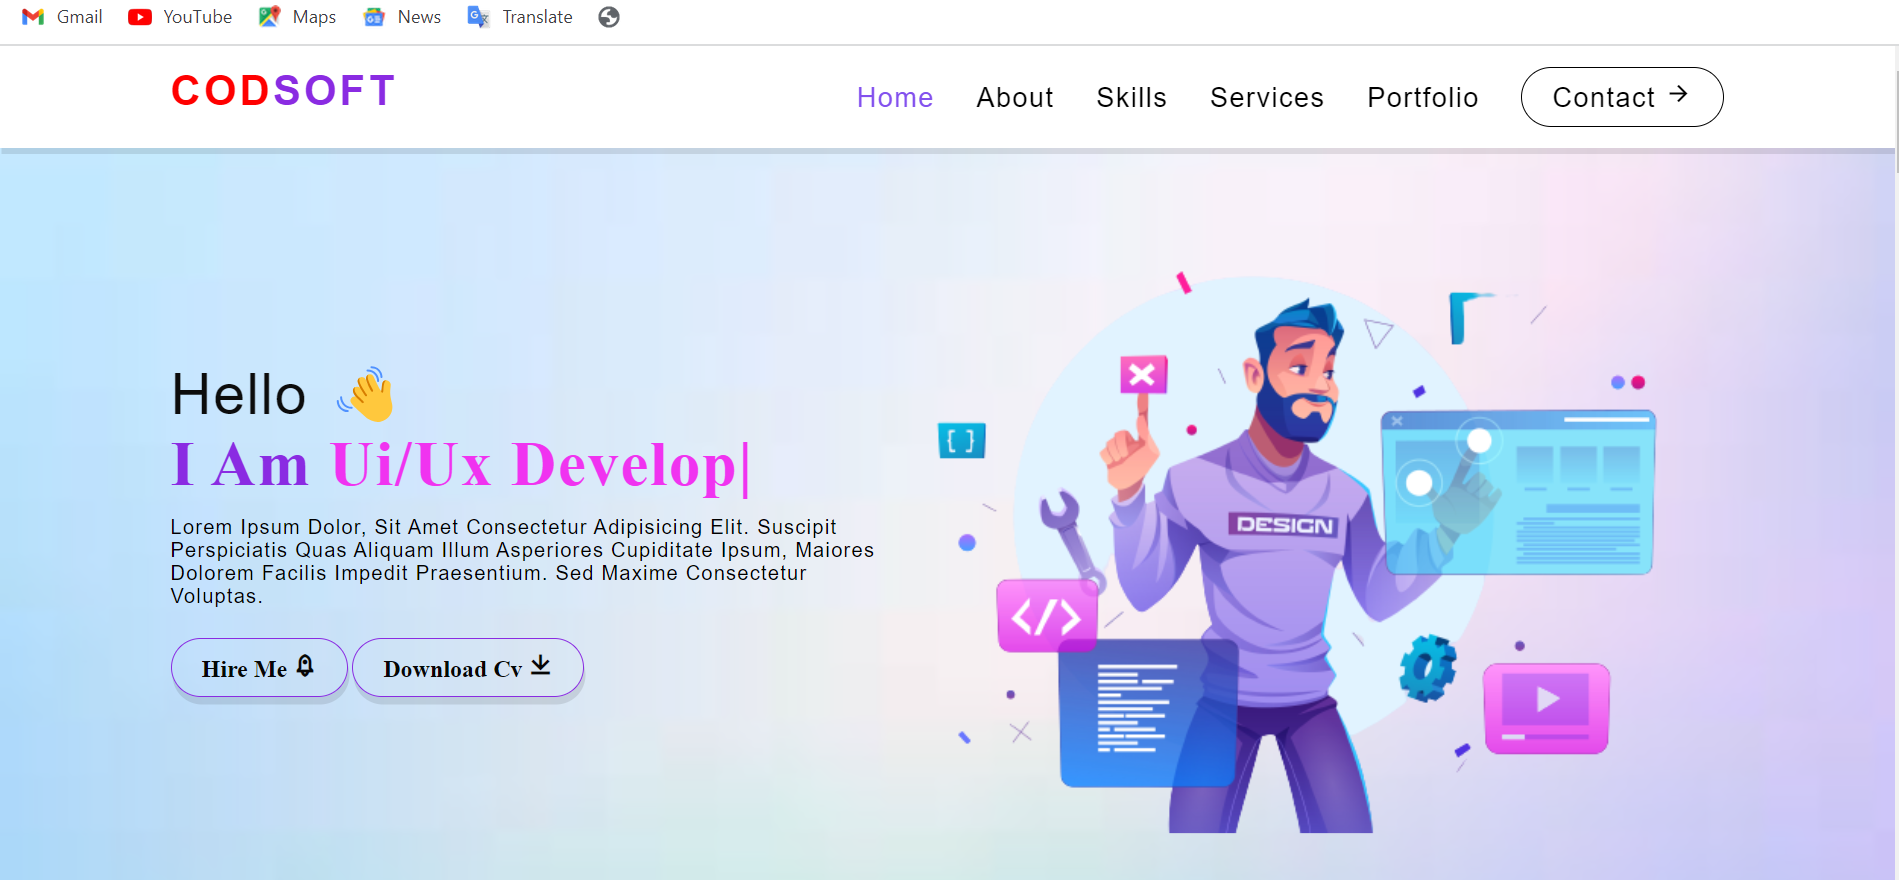 Gmail YouTube Maps News Translate
CODSOFT
Home About Skills Services Portfolio Contact →
Hello 👋
I Am Ui/Ux Develop|
Lorem Ipsum Dolor, Sit Amet Consectetur Adipisicing Elit. Suscipit
Perspiciatis Quas Aliquam Illum Asperiores Cupiditate Ipsum, Maiores
Dolorem Facilis Impedit Praesentium. Sed Maxime Consectetur
Voluptas.
Hire Me Download Cv
{ }
DESIGN
</>